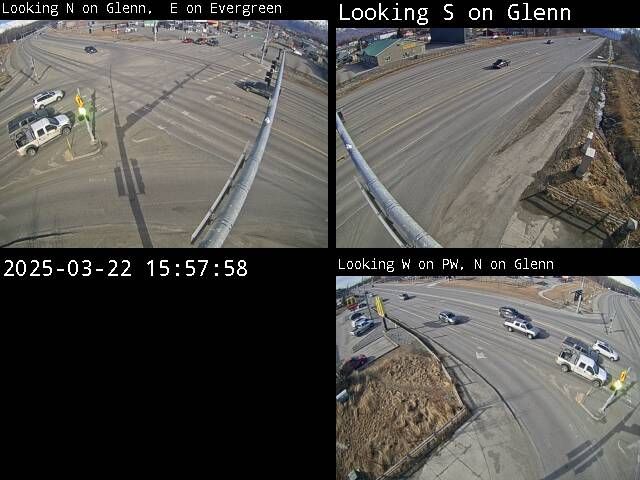 Looking N on Glenn,  E on Evergreen
Looking S on Glenn
2025-03-22 15:57:58
Looking W on PW, N on Glenn